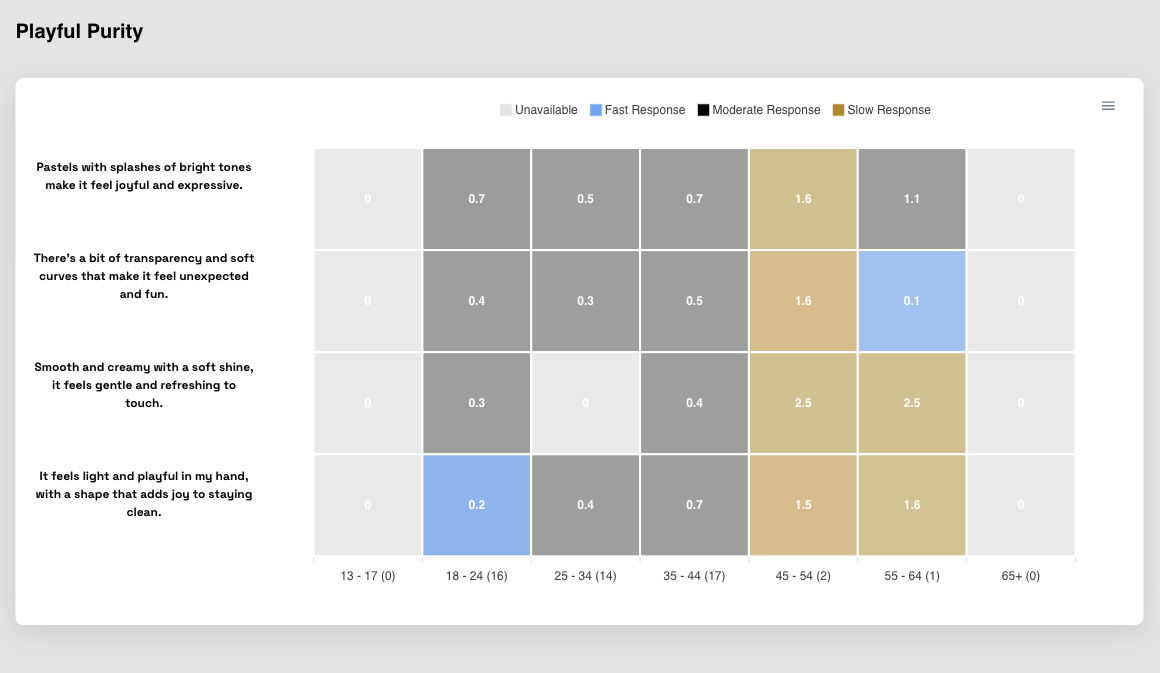 Playful Purity
Unavailable Fast Response Moderate Response Slow Response
Pastels with splashes of bright tones
make it feel joyful and expressive.
0 0.7 0.5 0.7 1.6 1.1 0
There's a bit of transparency and soft
curves that make it feel unexpected
and fun.
0 0.4 0.3 0.5 1.6 0.1 0
Smooth and creamy with a soft shine,
it feels gentle and refreshing to
touch.
0 0.3 0 0.4 2.5 2.5 0
It feels light and playful in my hand,
with a shape that adds joy to staying
clean.
0 0.2 0.4 0.7 1.5 1.6 0
13 - 17 (0) 18 - 24 (16) 25 - 34 (14) 35 - 44 (17) 45 - 54 (2) 55 - 64 (1) 65+ (0)